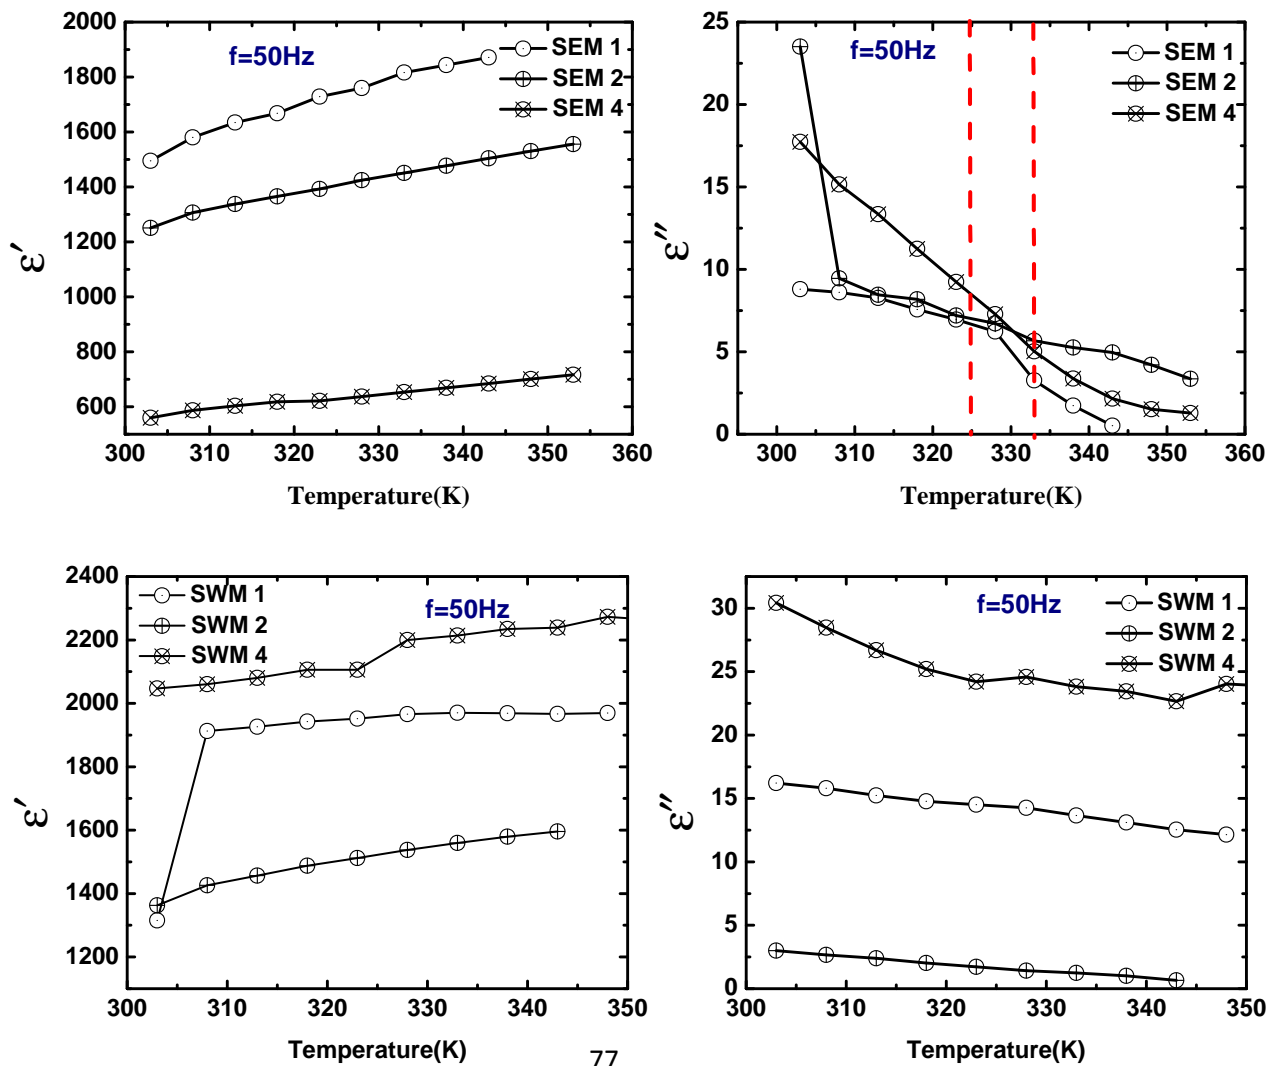 f=50Hz
SEM 1
SEM 2
SEM 4
ε′
2000
1800
1600
1400
1200
1000
800
600
300 310 320 330 340 350 360
Temperature(K)
f=50Hz
SEM 1
SEM 2
SEM 4
ε″
25
20
15
10
5
0
300 310 320 330 340 350 360
Temperature(K)
SWM 1
SWM 2
SWM 4
f=50Hz
ε′
2400
2200
2000
1800
1600
1400
1200
300 310 320 330 340 350
Temperature(K)
f=50Hz
SWM 1
SWM 2
SWM 4
ε″
30
25
20
15
10
5
0
300 310 320 330 340 350
Temperature(K)
77